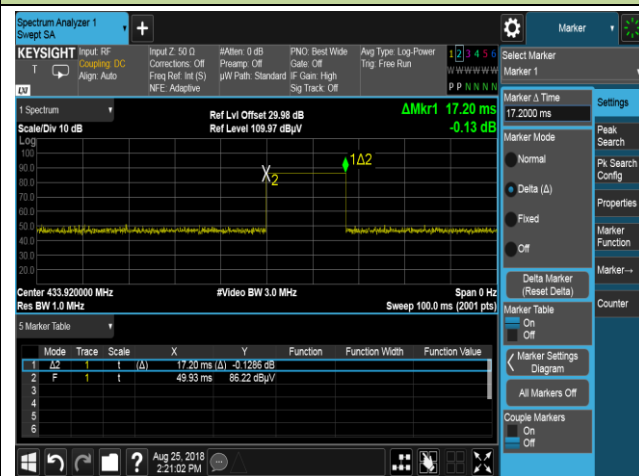 Spectrum Analyzer 1
Swept SA
+
Marker
KEYSIGHT
T
LXI
Input: RF
Coupling: DC
Align: Auto
Input Z: 50 Ω
Corrections: Off
Freq Ref: Int (S)
NFE: Adaptive
#Atten: 0 dB
Preamp: Off
µW Path: Standard
PNO: Best Wide
Gate: Off
IF Gain: High
Sig Track: Off
Avg Type: Log-Power
Trig: Free Run
1 2 3 4 5 6
W W W W W W
P P N N N N
Select Marker
Marker 1
1 Spectrum
Scale/Div 10 dB
Ref Lvl Offset 29.98 dB
Ref Level 109.97 dBµV
ΔMkr1 17.20 ms
-0.13 dB
Log
100
90.0
80.0
70.0
60.0
50.0
40.0
30.0
20.0
X2
1Δ2
Center 433.920000 MHz
Res BW 1.0 MHz
#Video BW 3.0 MHz
Span 0 Hz
Sweep 100.0 ms (2001 pts)
5 Marker Table
Mode Trace Scale X Y Function Function Width Function Value
1 Δ2 1 t (Δ) 17.20 ms (Δ) -0.1286 dB
2 F 1 t 49.93 ms 86.22 dBµV
3
4
5
6
Marker Δ Time
17.2000 ms
Marker Mode
Normal
Delta (Δ)
Fixed
Off
Delta Marker
(Reset Delta)
Marker Table
On
Off
Marker Settings
Diagram
All Markers Off
Couple Markers
On
Off
Settings
Peak
Search
Pk Search
Config
Properties
Marker
Function
Marker→
Counter
?
Aug 25, 2018
2:21:02 PM